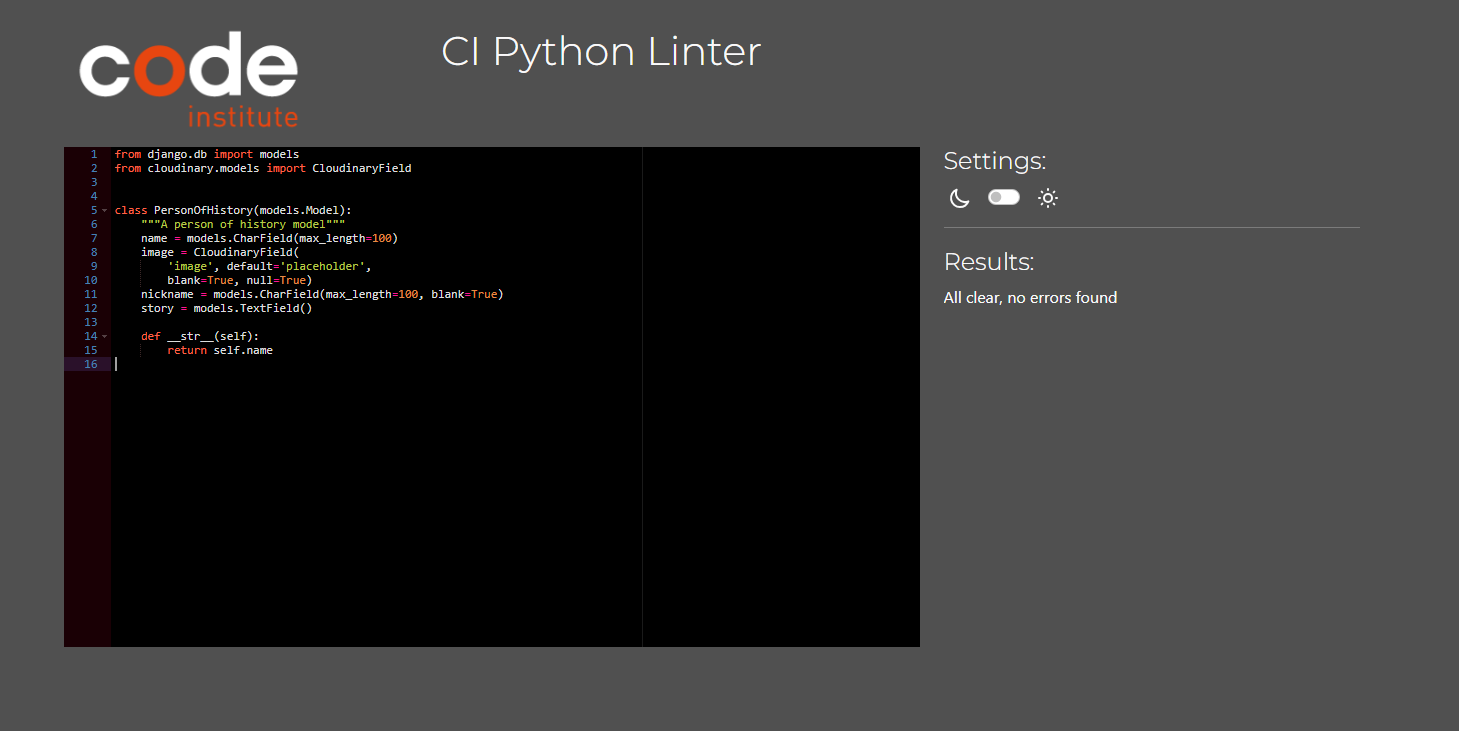 code
institute
CI Python Linter
1 from django.db import models
2 from cloudinary.models import CloudinaryField
3
4
5 class PersonOfHistory(models.Model):
6     """A person of history model"""
7     name = models.CharField(max_length=100)
8     image = CloudinaryField(
9         'image', default='placeholder',
10         blank=True, null=True)
11     nickname = models.CharField(max_length=100, blank=True)
12     story = models.TextField()
13
14     def __str__(self):
15         return self.name
16
Settings:
Results:
All clear, no errors found